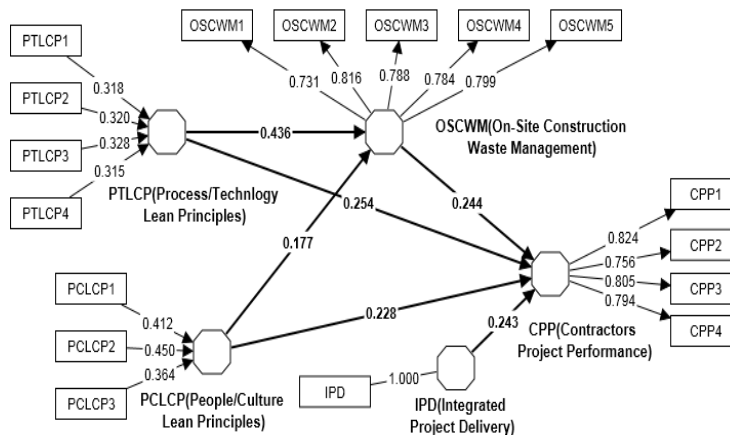 OSCWM1
OSCWM2
OSCWM3
OSCWM4
OSCWM5
PTLCP1
PTLCP2
PTLCP3
PTLCP4
0.318
0.320
0.328
0.315
0.731
0.816
0.788
0.784
0.799
0.436
OSCWM(On-Site Construction
Waste Management)
PTLCP(Process/Technlogy
Lean Principles)
0.254
0.244
0.177
CPP1
CPP2
CPP3
CPP4
0.824
0.756
0.805
0.794
PCLCP1
PCLCP2
PCLCP3
0.412
0.450
0.364
0.228
0.243
CPP(Contractors
Project Performance)
PCLCP(People/Culture
Lean Principles)
IPD
1.000
IPD(Integrated
Project Delivery)